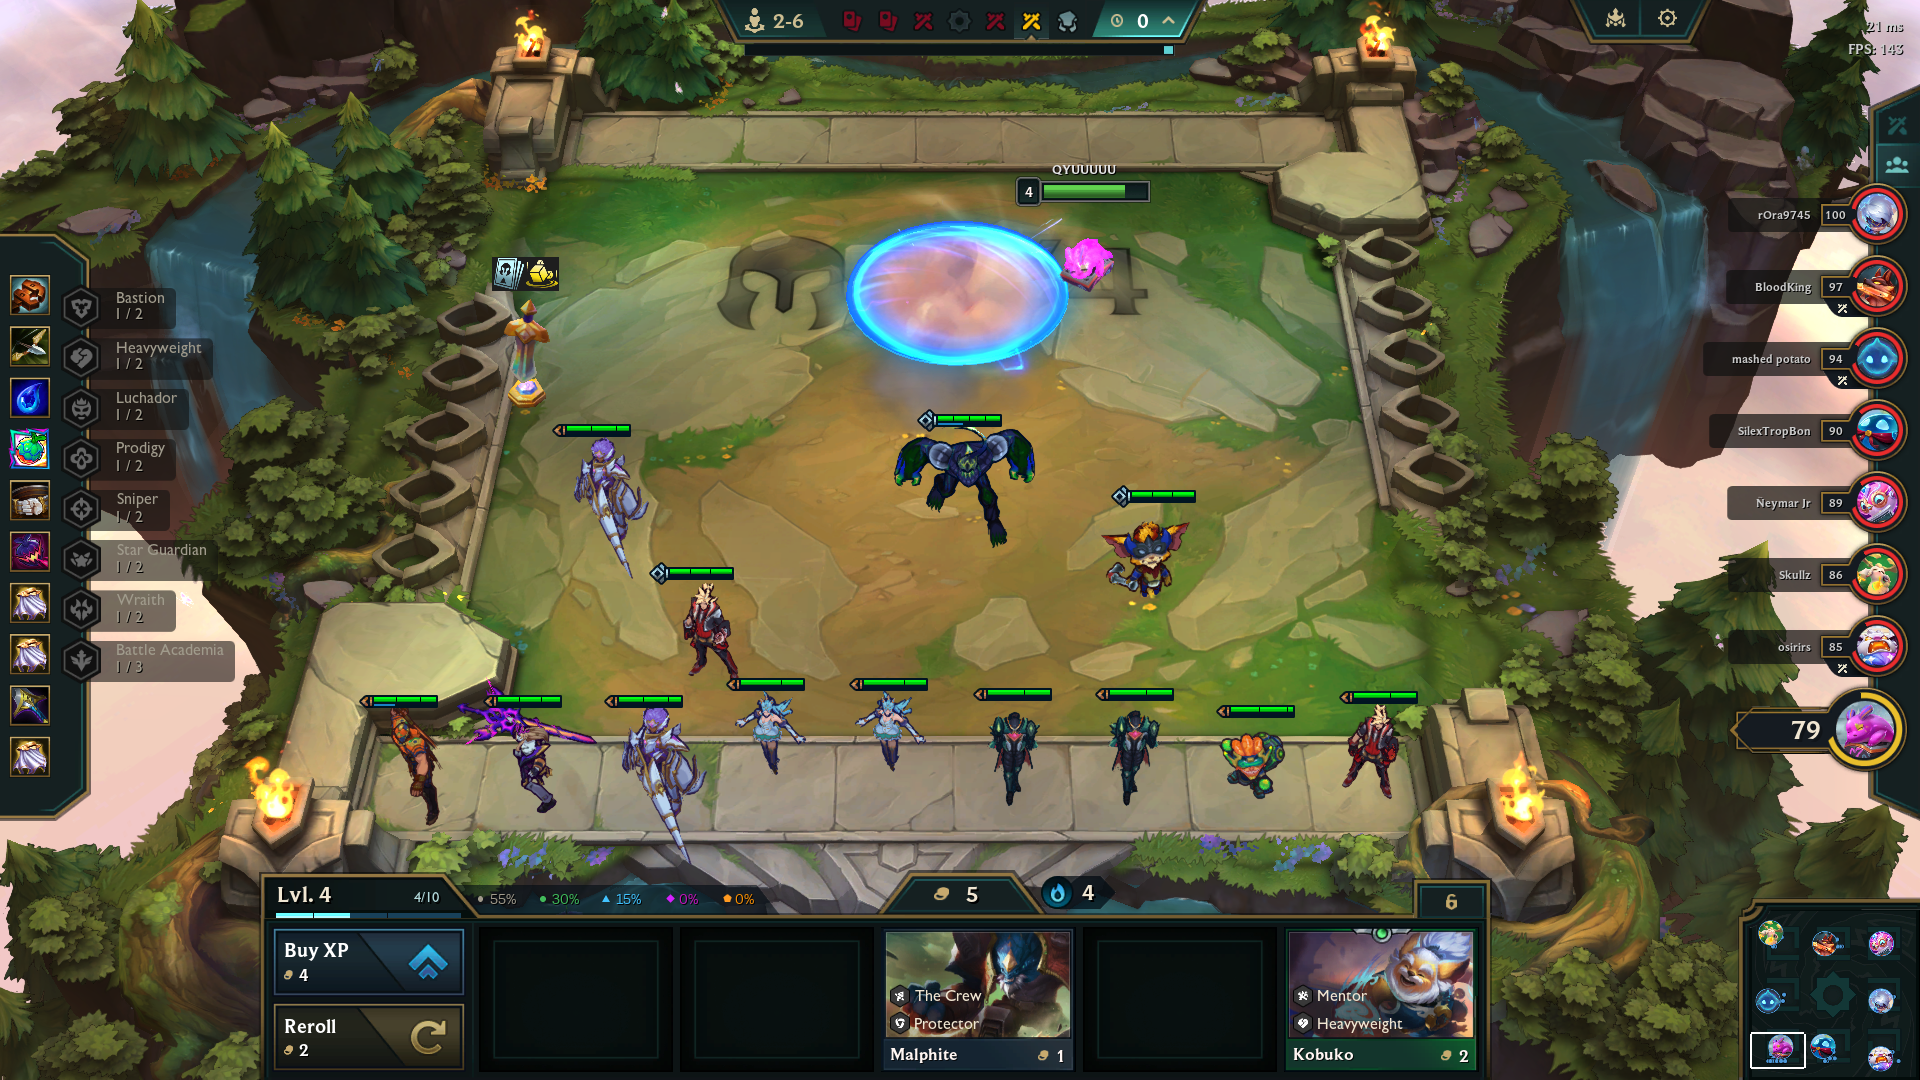 2-6
0
21 ms
FPS: 143
QYUUUUU
4
rOra9745 100
BloodKing 97
mashed potato 94
SilexTropBon 90
Neymar Jr 89
Skullz 86
osirirs 85
79
Bastion
1 / 2
Heavyweight
1 / 2
Luchador
1 / 2
Prodigy
1 / 2
Sniper
1 / 2
Star Guardian
1 / 2
Wraith
1 / 2
Battle Academia
1 / 3
Lvl. 4 4/10
55% 30% 15% 0% 0%
5
4
6
Buy XP
4
Reroll
2
The Crew
Protector
Malphite 1
Mentor
Heavyweight
Kobuko 2